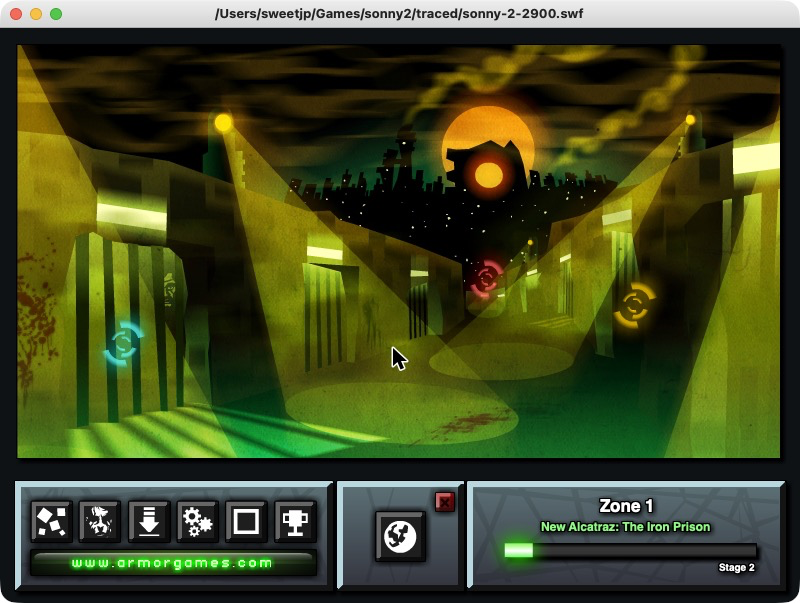 /Users/sweetjp/Games/sonny2/traced/sonny-2-2900.swf
Zone 1
New Alcatraz: The Iron Prison
Stage 2
www.armorgames.com